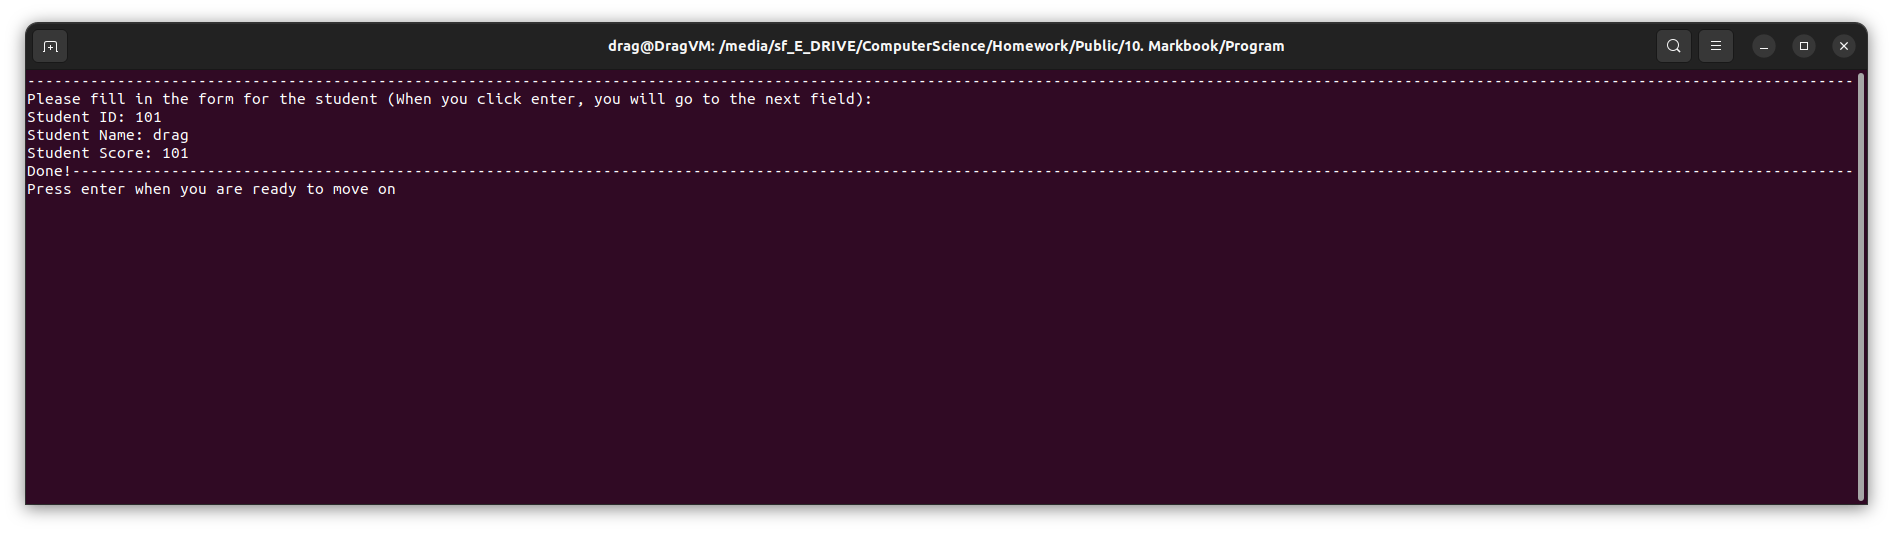 drag@DragVM: /media/sf_E_DRIVE/ComputerScience/Homework/Public/10. Markbook/Program
-----------------------------------------------------------------------------------------------------------------------------------------------------------------------------------------------------------
Please fill in the form for the student (When you click enter, you will go to the next field):
Student ID: 101
Student Name: drag
Student Score: 101
Done!------------------------------------------------------------------------------------------------------------------------------------------------------------------------------------------------------
Press enter when you are ready to move on